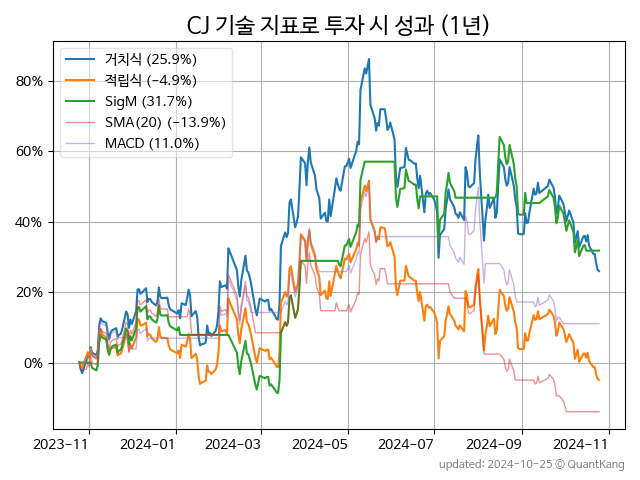 CJ 기술 지표로 투자 시 성과 (1년)
거치식 (25.9%)
적립식 (-4.9%)
SigM (31.7%)
SMA(20) (-13.9%)
MACD (11.0%)
80%
60%
40%
20%
0%
2023-11
2024-01
2024-03
2024-05
2024-07
2024-09
2024-11
updated: 2024-10-25 © QuantKang